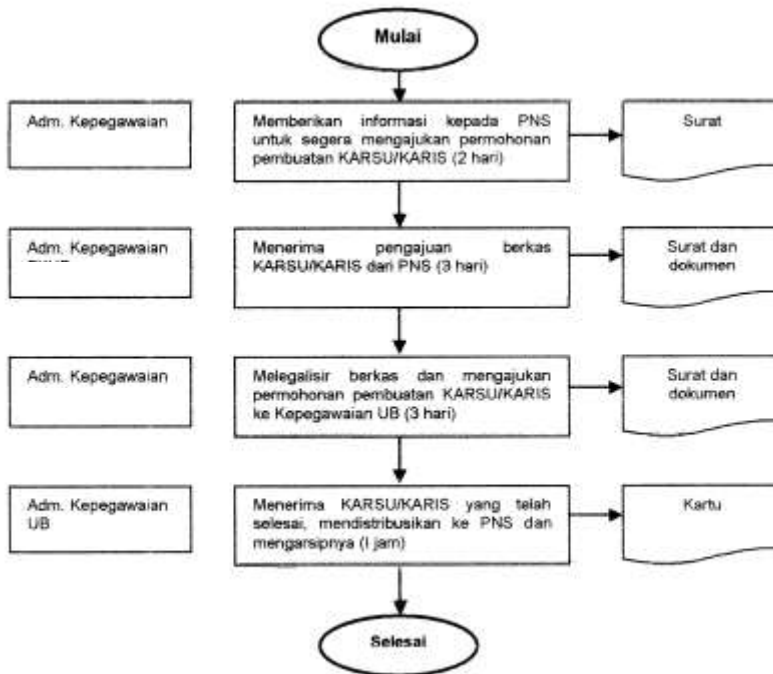 Mulai
Adm. Kepegawaian
Memberikan informasi kepada PNS
untuk segera mengajukan permohonan
pembuatan KARSU/KARIS (2 hari)
Surat
Adm. Kepegawaian
Menerima pengajuan berkas
KARSU/KARIS dari PNS (3 hari)
Surat dan
dokumen
Adm. Kepegawaian
Melegalisir berkas dan mengajukan
permohonan pembuatan KARSU/KARIS
ke Kepegawaian UB (3 hari)
Surat dan
dokumen
Adm. Kepegawaian
UB
Menerima KARSU/KARIS yang telah
selesai, mendistribusikan ke PNS dan
mengarsipnya (I jam)
Kartu
Selesai